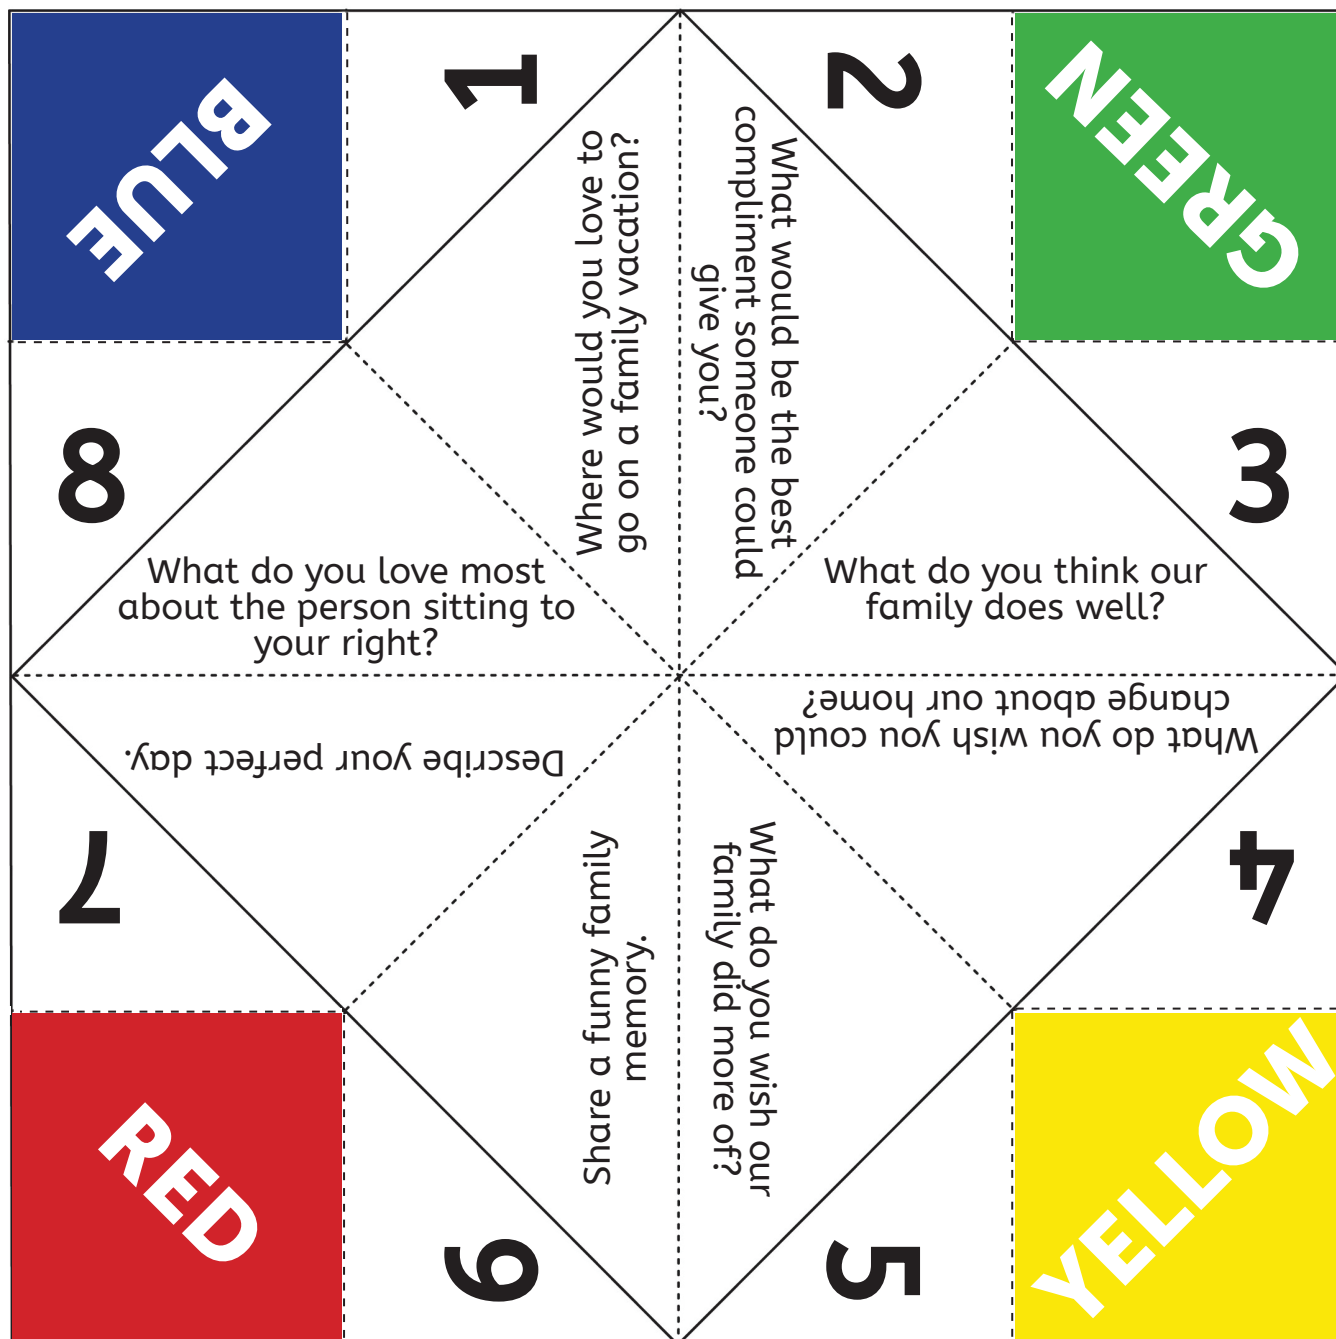 BLUE
1
2
GREEN
3
4
YELLOW
5
6
RED
7
8
Where would you love to
go on a family vacation?
What would be the best
compliment someone could
give you?
What do you think our
family does well?
What do you wish you could
change about our home?
What do you wish our
family did more of?
Share a funny family
memory.
Describe your perfect day.
What do you love most
about the person sitting to
your right?